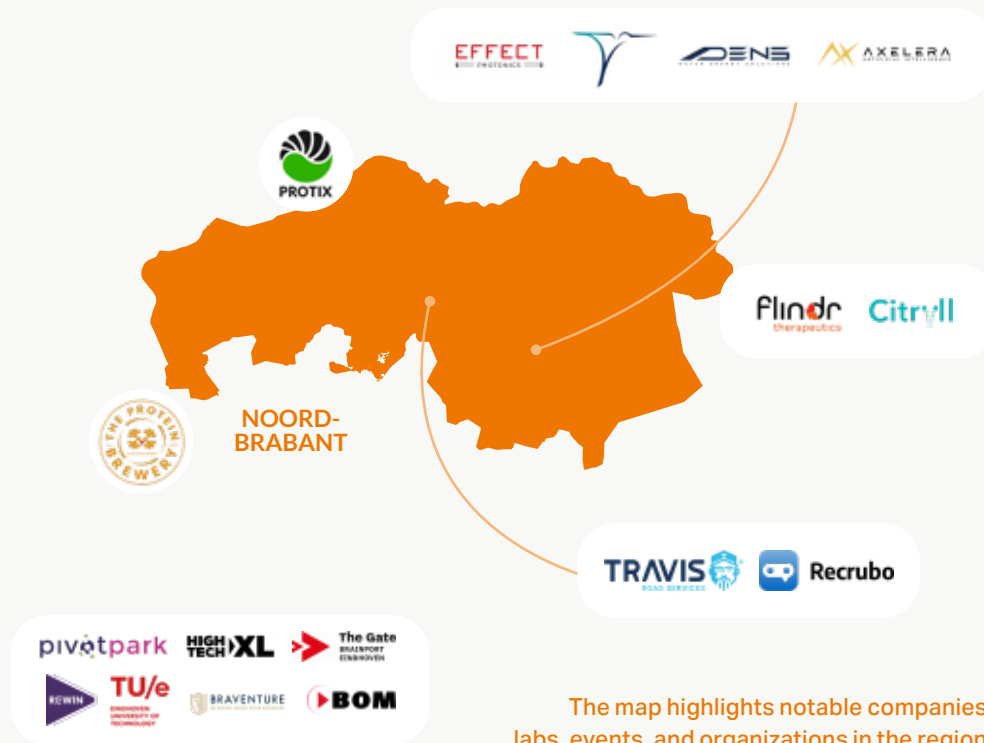 EFFECT
PHOTONICS
DENS
AXELERA
ARTIFICIAL INTELLIGENCE
PROTIX
flindr
therapeutics
Citryll
THE PROTEIN
BREWERY
NOORD-
BRABANT
TRAVIS
ROAD SERVICES
Recrubo
pivotpark
HIGH
TECH XL
The Gate
BRAINPORT
EINDHOVEN
REWIN
TU/e
EINDHOVEN
UNIVERSITY OF
TECHNOLOGY
BRAVENTURE
BOM
The map highlights notable companies
labs, events, and organizations in the region